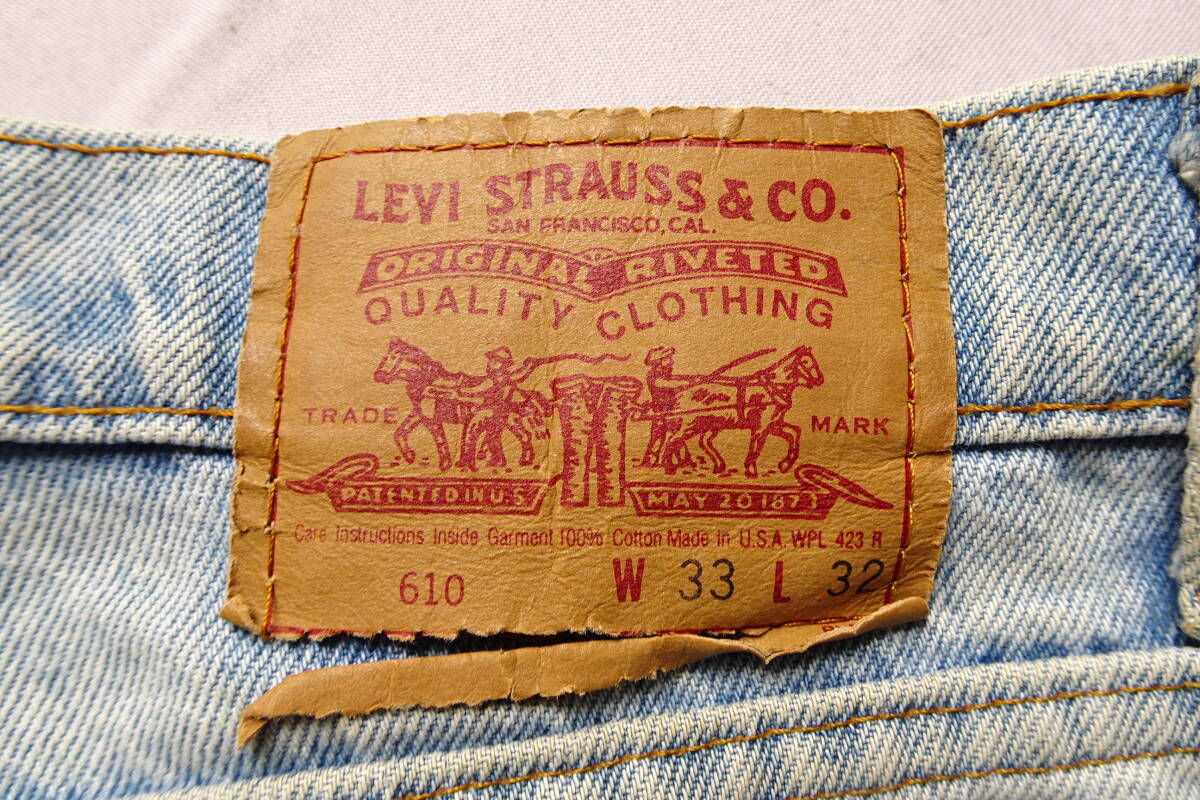 LEVI STRAUSS & CO.
SAN FRANCISCO, CAL.
ORIGINAL RIVETED
QUALITY CLOTHING
TRADE MARK
PATENTED IN U.S MAY 20 1873
Care Instructions Inside Garment 100% Cotton Made in U.S.A. WPL 423 R
610 W 33 L 32